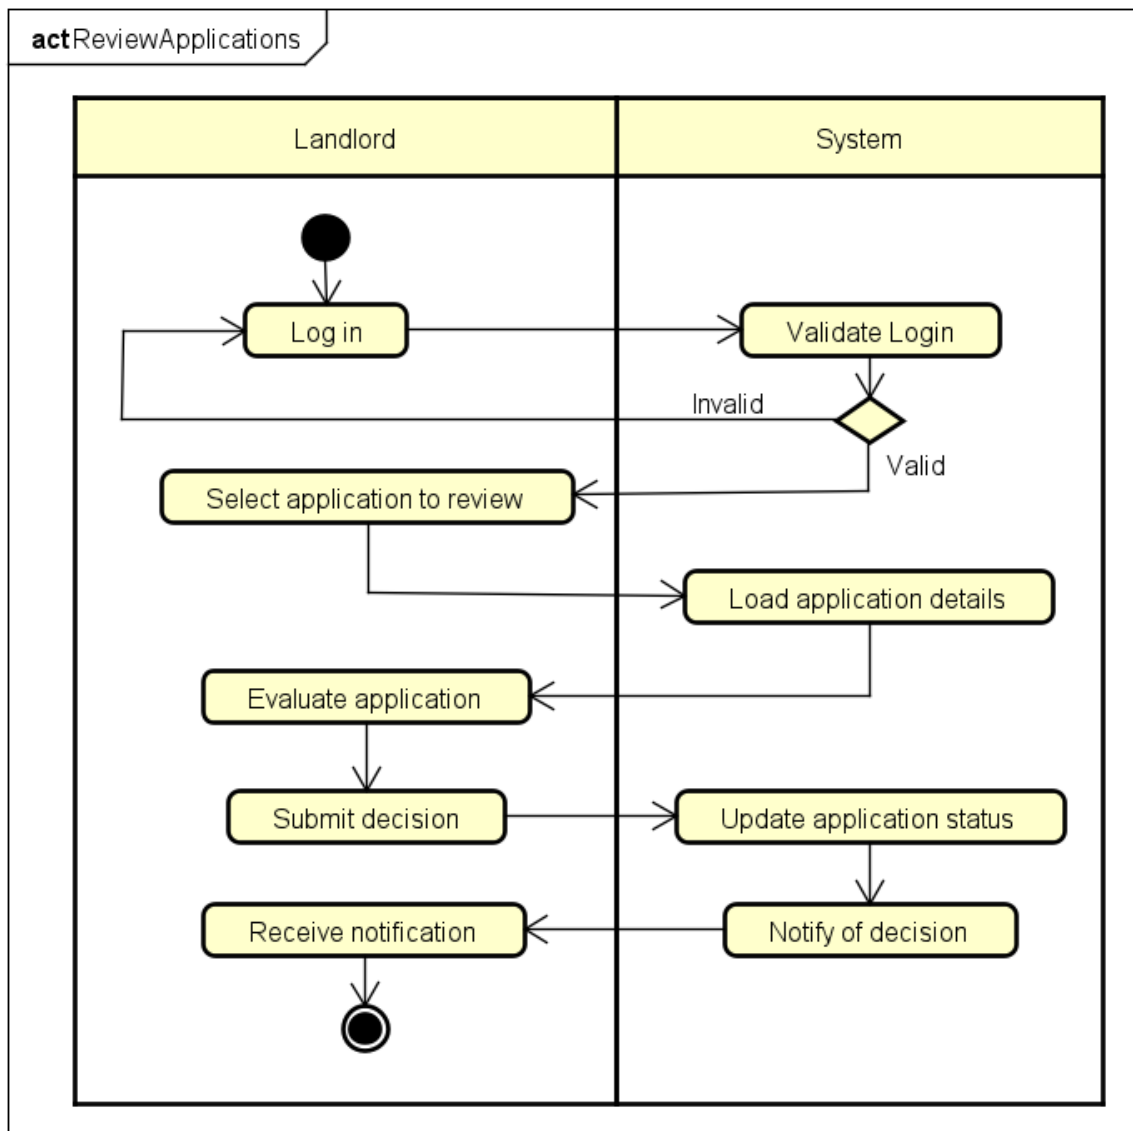 act ReviewApplications
Landlord
System
Log in
Validate Login
Invalid
Valid
Select application to review
Load application details
Evaluate application
Submit decision
Update application status
Receive notification
Notify of decision